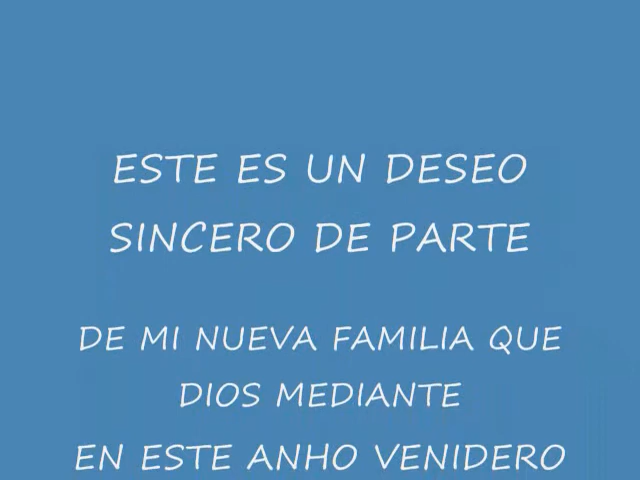 ESTE ES UN DESEO
SINCERO DE PARTE
DE MI NUEVA FAMILIA QUE
DIOS MEDIANTE
EN ESTE ANHO VENIDERO